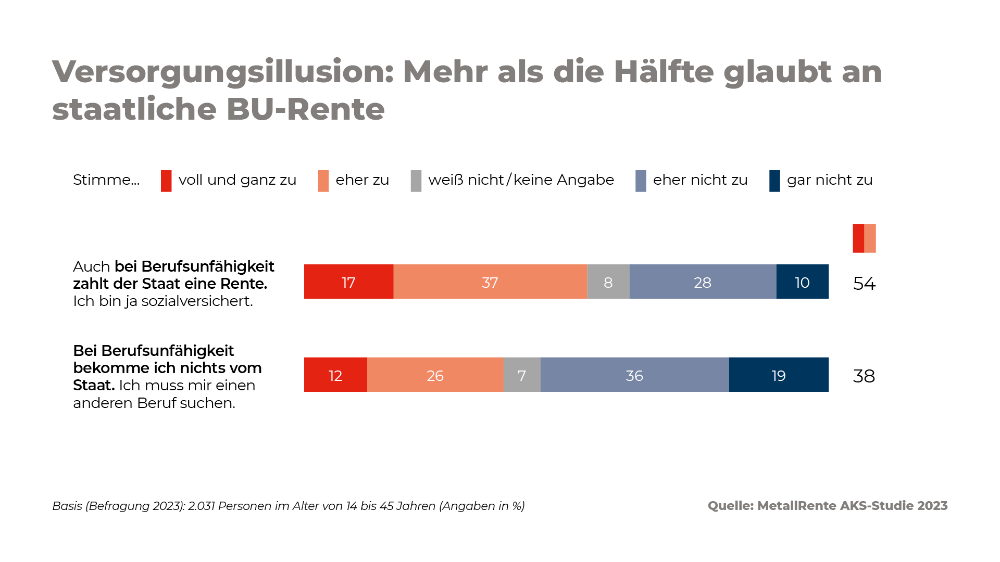 Versorgungsillusion: Mehr als die Hälfte glaubt an
staatliche BU-Rente
Stimme... voll und ganz zu eher zu weiß nicht/keine Angabe eher nicht zu gar nicht zu
Auch bei Berufsunfähigkeit
zahlt der Staat eine Rente.
Ich bin ja sozialversichert.
17 37 8 28 10 54
Bei Berufsunfähigkeit
bekomme ich nichts vom
Staat. Ich muss mir einen
anderen Beruf suchen.
12 26 7 36 19 38
Basis (Befragung 2023): 2.031 Personen im Alter von 14 bis 45 Jahren (Angaben in %)
Quelle: MetallRente AKS-Studie 2023